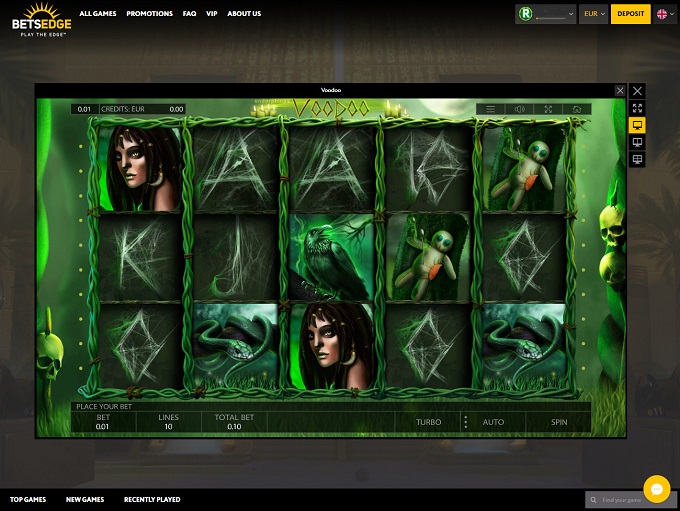 ALL GAMES PROMOTIONS FAQ VIP ABOUT US
R EUR DEPOSIT
BETSEDGE
PLAY THE EDGE
Voodoo
0.01 CREDITS: EUR 0.00
VOODOO
A A K
K J Q
Q Q
PLACE YOUR BET
BET LINES TOTAL BET TURBO AUTO SPIN
0.01 10 0.10
TOP GAMES NEW GAMES RECENTLY PLAYED Find your game